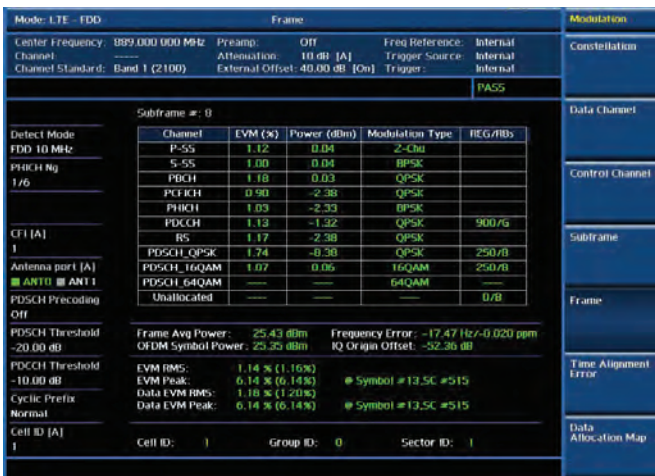 Mode: LTE - FDD
Frame
Modulation
Center Frequency: 889.000 000 MHz Preamp: Off Freq Reference: Internal
Channel ----- Attenuation: 10 dB [A] Trigger Source: Internal
Channel Standard: Band 1 (2100) External Offset: 40.00 dB [On] Trigger: Internal
PASS
Constellation
Data Channel
Control Channel
Subframe
Frame
Time Alignment Error
Data Allocation Map
Detect Mode
FDD 10 MHz
PHICH Ng
1/6
CFI [A]
1
Antenna port [A]
ANT0 ANT1
PDSCH Precoding
Off
PDSCH Threshold
-20.00 dB
PDCCH Threshold
-10.00 dB
Cyclic Prefix
Normal
Cell ID [A]
1
Subframe #: 8
Channel EVM (%) Power (dBm) Modulation Type REG/RBs
P-SS 1.12 0.04 Z-Chu
S-SS 1.00 0.04 BPSK
PBCH 1.18 0.03 QPSK
PCFICH 0.90 -2.38 QPSK
PHICH 1.03 -2.33 BPSK
PDCCH 1.13 -1.32 QPSK 900/G
RS 1.17 -2.38 QPSK
PDSCH_QPSK 1.74 -8.38 QPSK 250/8
PDSCH_16QAM 1.07 0.06 16QAM 250/8
PDSCH_64QAM ---- ---- 64QAM
Unallocated ---- ---- ---- 0/8
Frame Avg Power: 25.43 dBm Frequency Error: -17.47 Hz/-0.020 ppm
OFDM Symbol Power: 25.35 dBm IQ Origin Offset: -52.36 dB
EVM RMS: 1.14 % (1.16%)
EVM Peak: 6.14 % (6.14%) @ Symbol #13,SC #515
Data EVM RMS: 1.18 % (1.20%)
Data EVM Peak: 6.14 % (6.14%) @ Symbol #13,SC #515
Cell ID: 1 Group ID: 0 Sector ID: 1